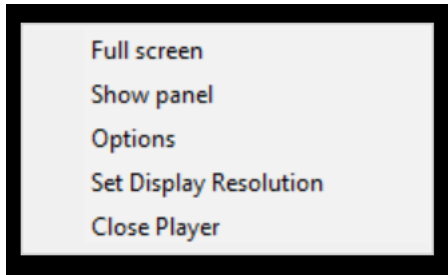 Full screen
Show panel
Options
Set Display Resolution
Close Player